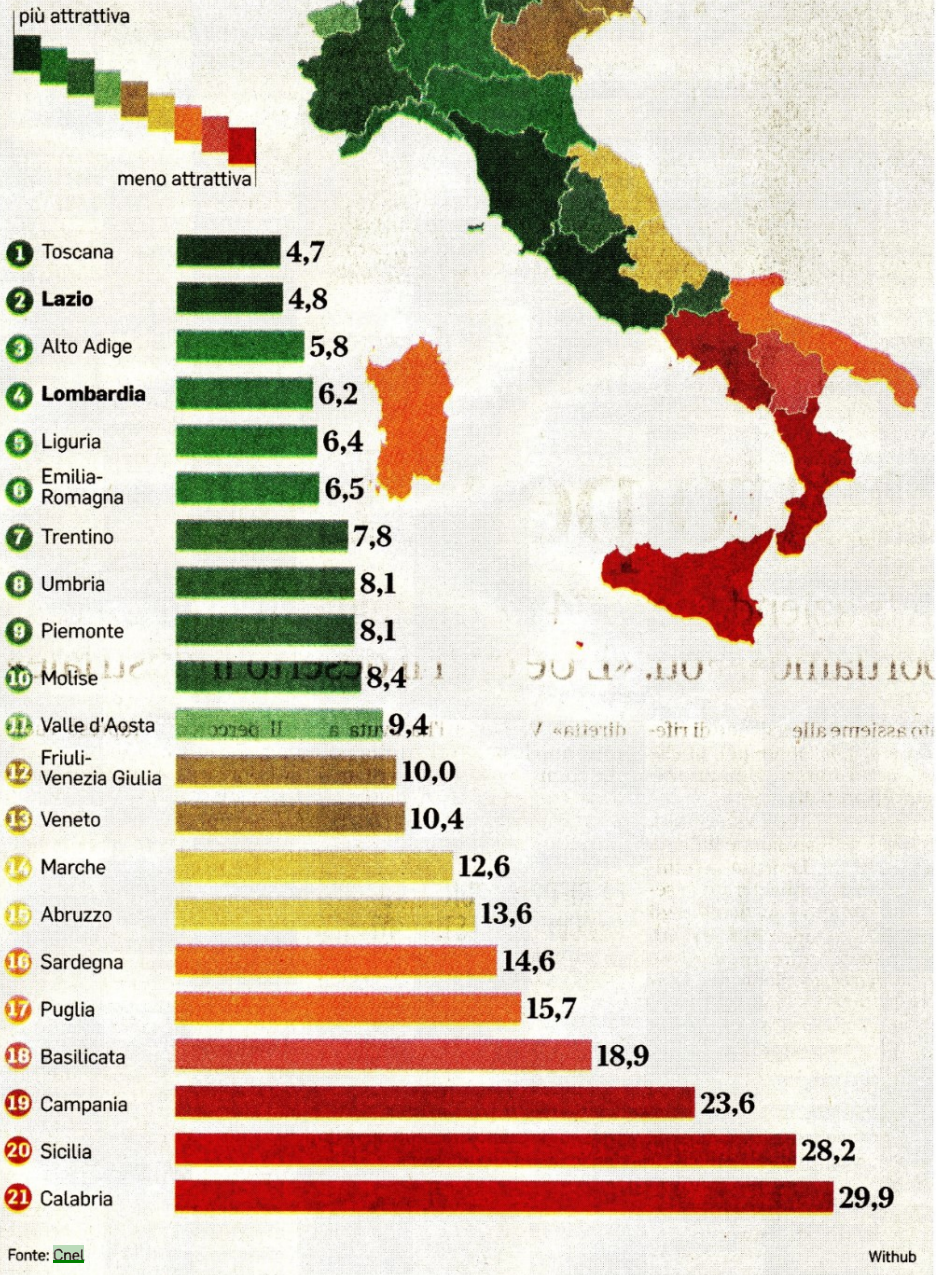 più attrattiva
meno attrattiva
1 Toscana 4,7
2 Lazio 4,8
3 Alto Adige 5,8
4 Lombardia 6,2
5 Liguria 6,4
6 Emilia-
Romagna 6,5
7 Trentino 7,8
8 Umbria 8,1
9 Piemonte 8,1
10 Molise 8,4
11 Valle d'Aosta 9,4
12 Friuli-
Venezia Giulia 10,0
13 Veneto 10,4
14 Marche 12,6
15 Abruzzo 13,6
16 Sardegna 14,6
17 Puglia 15,7
18 Basilicata 18,9
19 Campania 23,6
20 Sicilia 28,2
21 Calabria 29,9
Fonte: Cnel
Withub